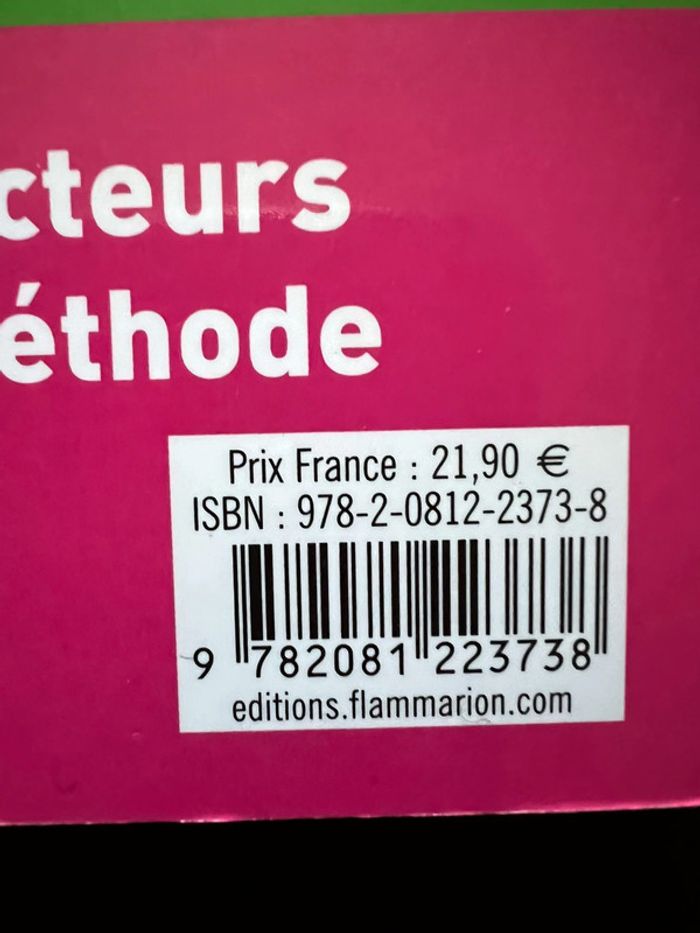 cteurs
éthode
Prix France : 21,90 €
ISBN : 978-2-0812-2373-8
9 782081 223738
editions.flammarion.com